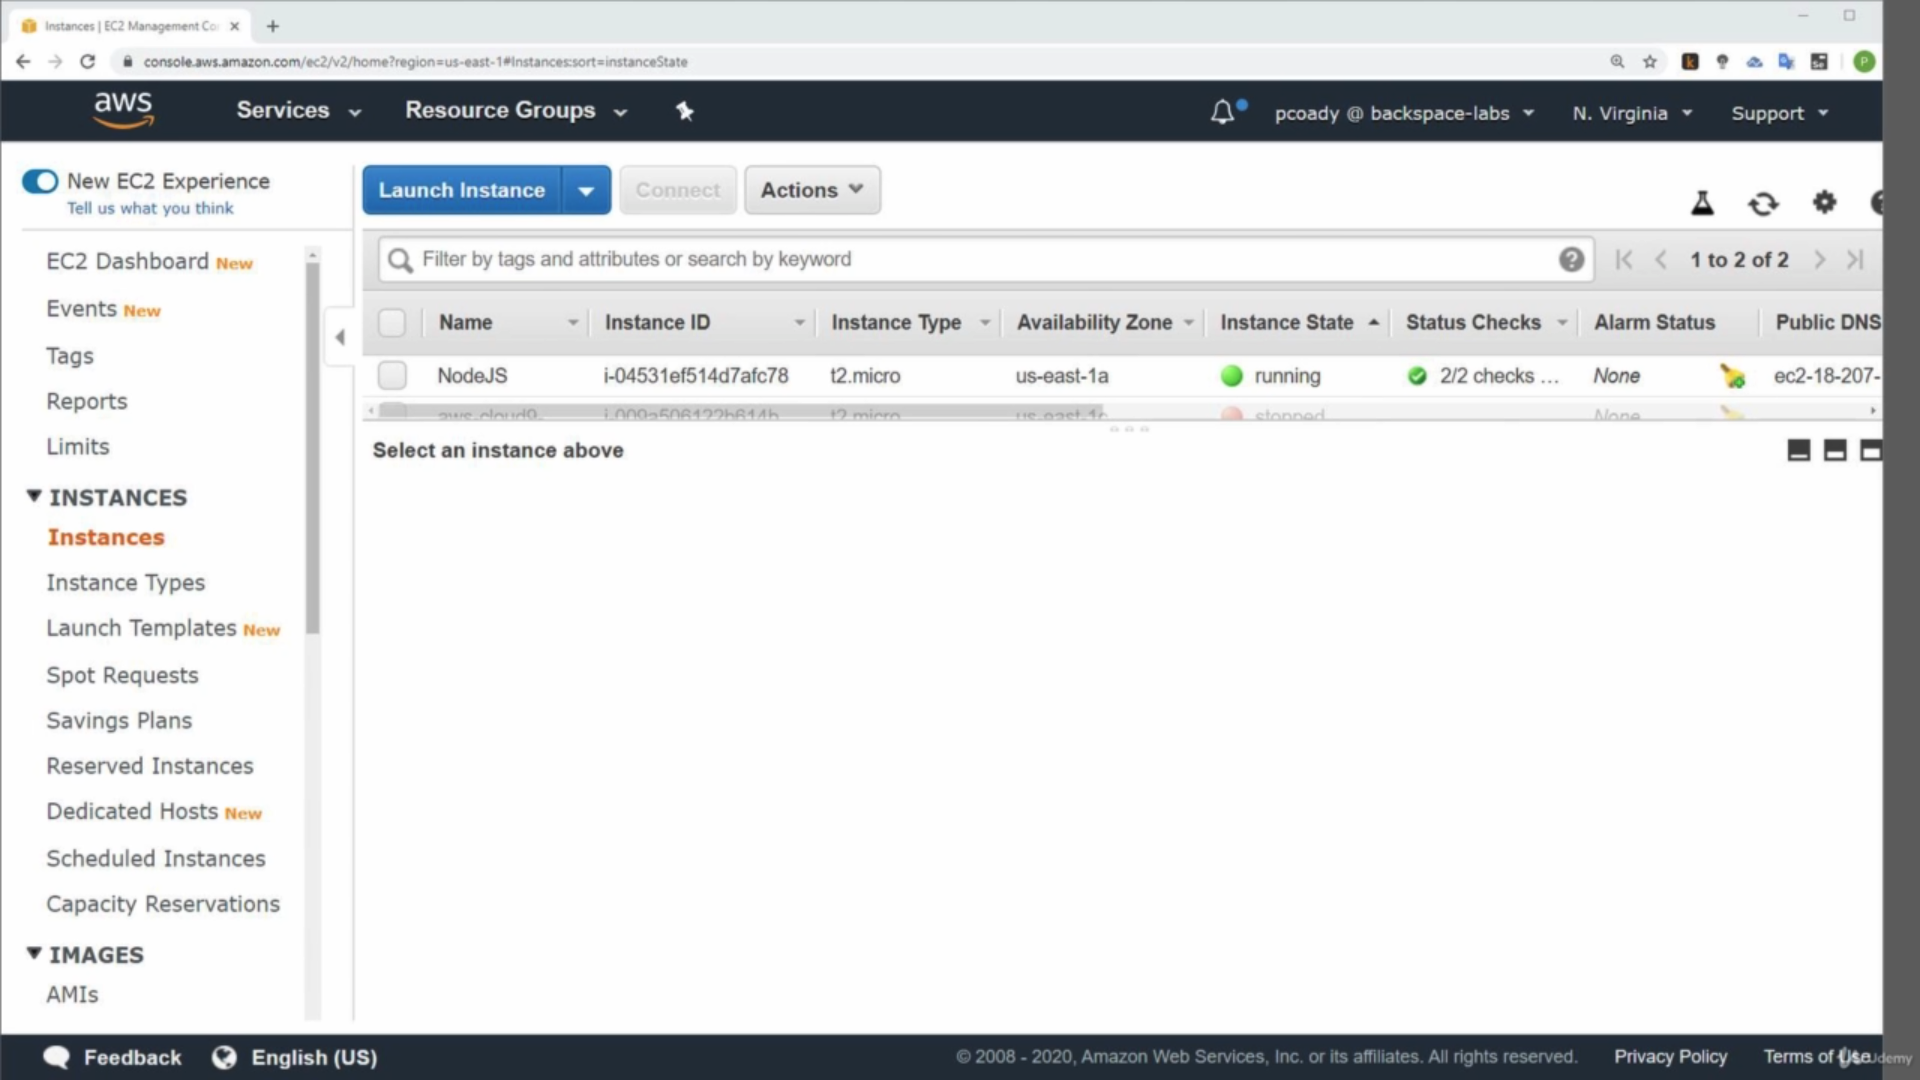 Instances | EC2 Management Co
console.aws.amazon.com/ec2/v2/home?region=us-east-1#Instances:sort=instanceState
aws Services Resource Groups pcoady @ backspace-labs N. Virginia Support
New EC2 Experience
Tell us what you think
EC2 Dashboard New
Events New
Tags
Reports
Limits
INSTANCES
Instances
Instance Types
Launch Templates New
Spot Requests
Savings Plans
Reserved Instances
Dedicated Hosts New
Scheduled Instances
Capacity Reservations
IMAGES
AMIs
Launch Instance Connect Actions
Filter by tags and attributes or search by keyword 1 to 2 of 2
Name Instance ID Instance Type Availability Zone Instance State Status Checks Alarm Status Public DNS
NodeJS i-04531ef514d7afc78 t2.micro us-east-1a running 2/2 checks ... None ec2-18-207-
aws-cloud9- i-009a506122b614b t2.micro us-east-1c stopped None
Select an instance above
Feedback English (US) © 2008 - 2020, Amazon Web Services, Inc. or its affiliates. All rights reserved. Privacy Policy Terms of Use
Udemy